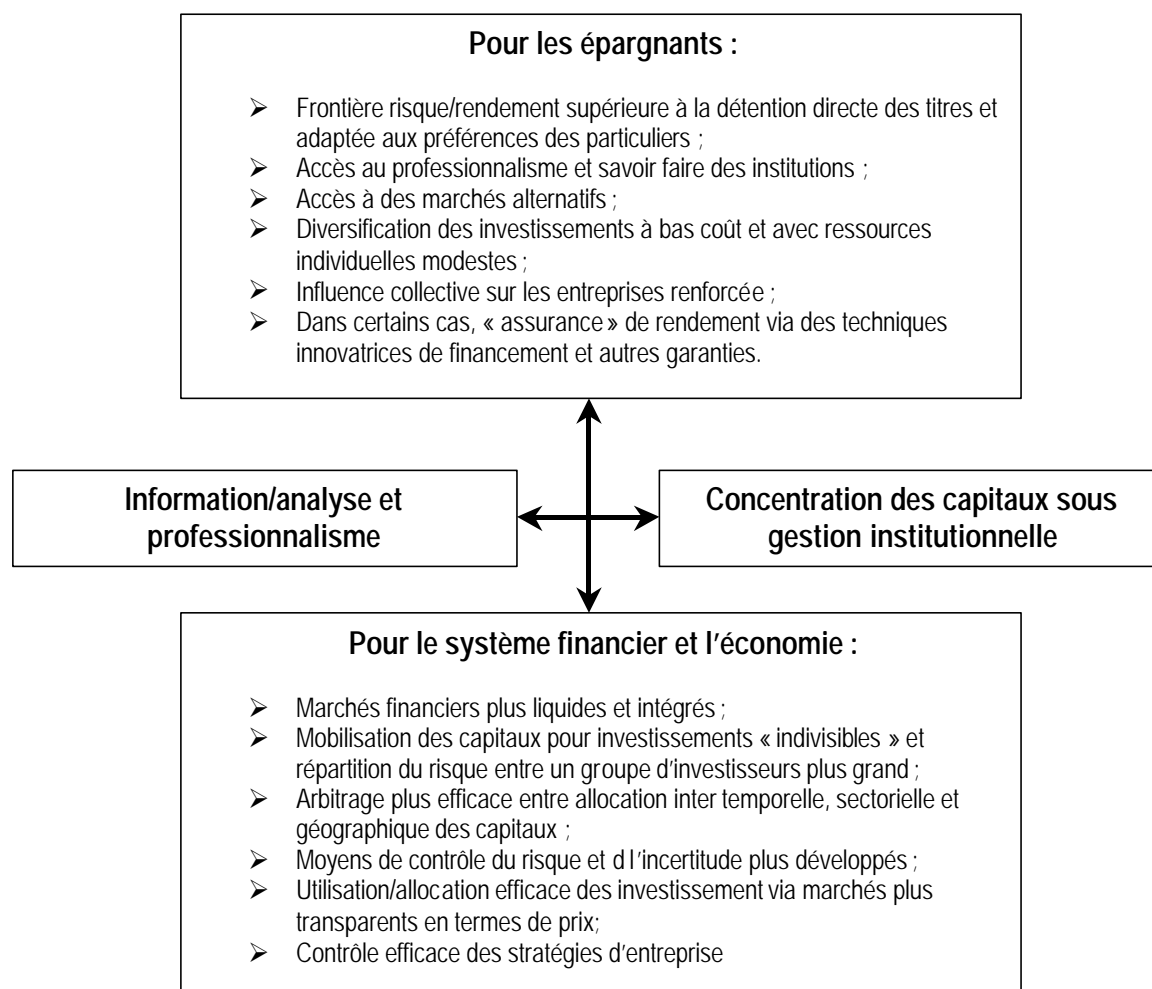 Pour les épargnants :
➢ Frontière risque/rendement supérieure à la détention directe des titres et
adaptée aux préférences des particuliers ;
➢ Accès au professionnalisme et savoir faire des institutions ;
➢ Accès à des marchés alternatifs ;
➢ Diversification des investissements à bas coût et avec ressources
individuelles modestes ;
➢ Influence collective sur les entreprises renforcée ;
➢ Dans certains cas, « assurance » de rendement via des techniques
innovatrices de financement et autres garanties.
Information/analyse et
professionnalisme
Concentration des capitaux sous
gestion institutionnelle
Pour le système financier et l'économie :
➢ Marchés financiers plus liquides et intégrés ;
➢ Mobilisation des capitaux pour investissements « indivisibles » et
répartition du risque entre un groupe d'investisseurs plus grand ;
➢ Arbitrage plus efficace entre allocation inter temporelle, sectorielle et
géographique des capitaux ;
➢ Moyens de contrôle du risque et d l'incertitude plus développés ;
➢ Utilisation/allocation efficace des investissement via marchés plus
transparents en termes de prix;
➢ Contrôle efficace des stratégies d'entreprise